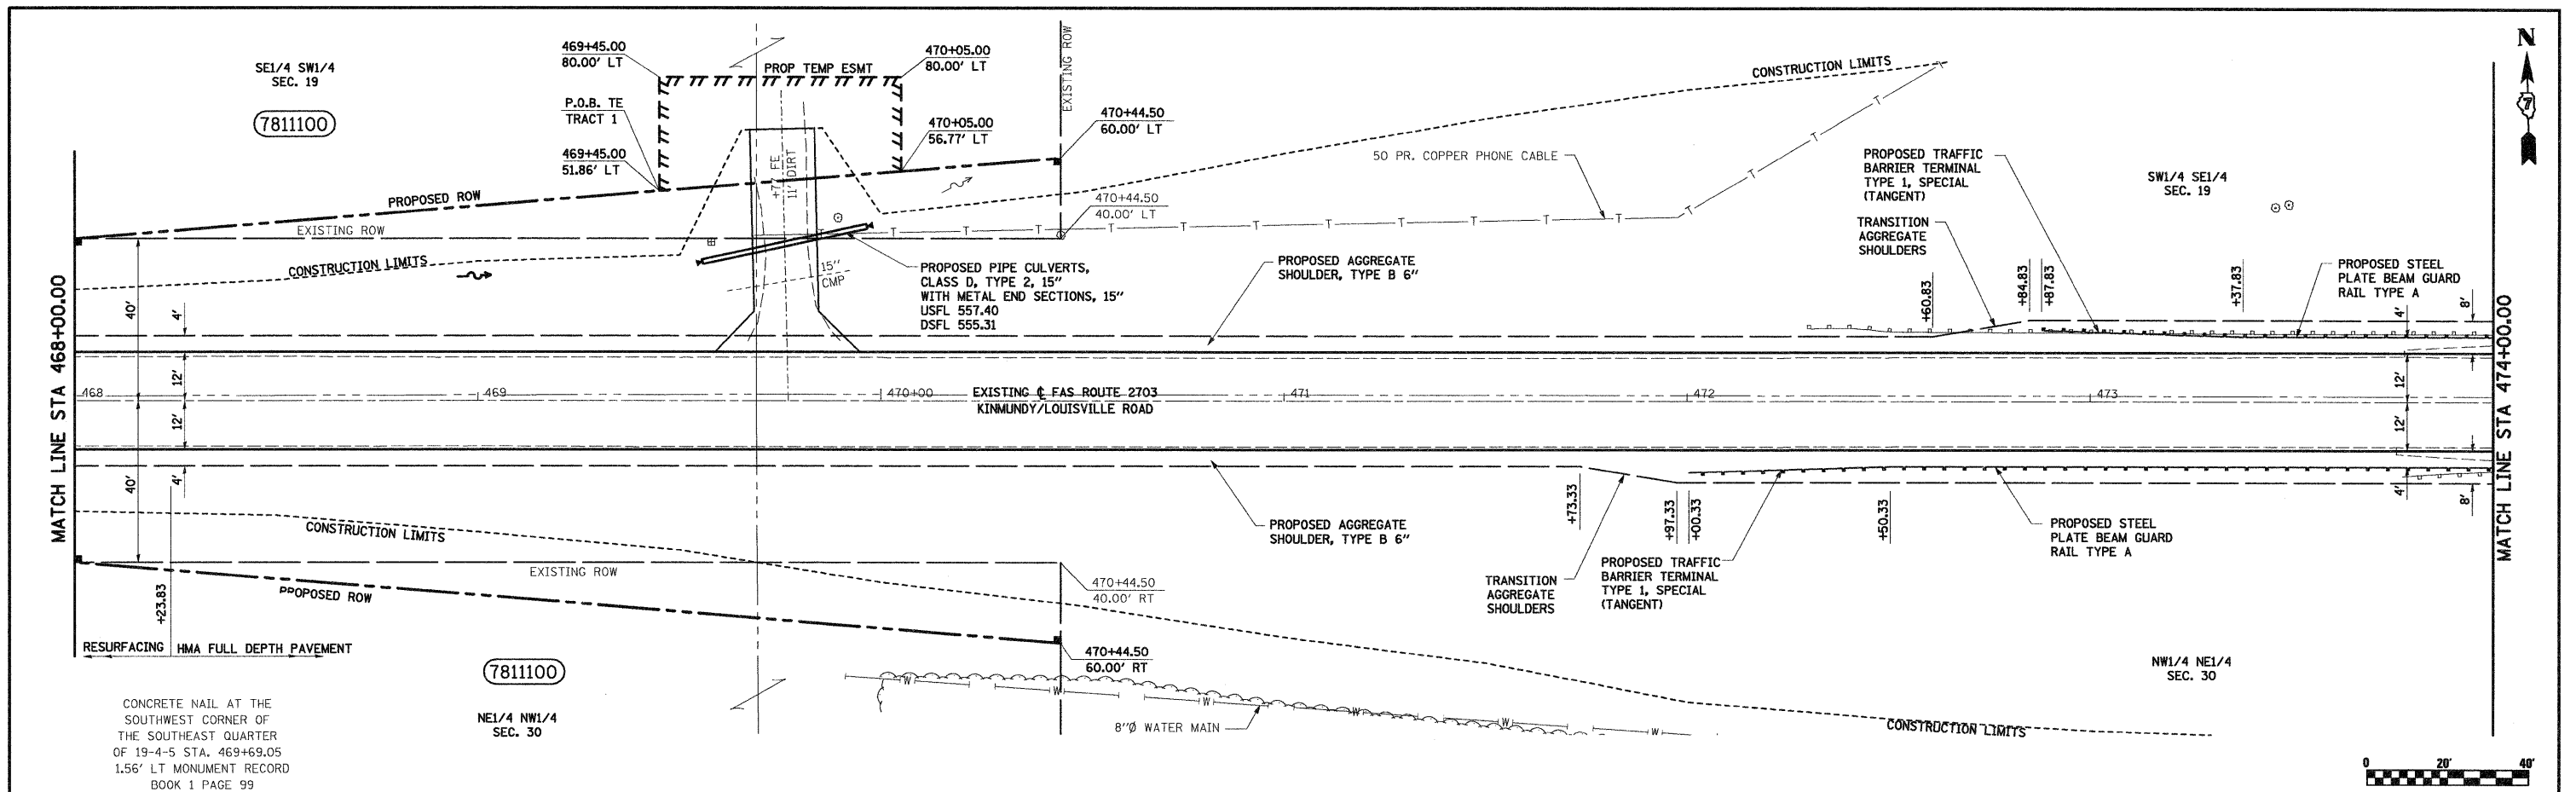 SE1/4 SW1/4
SEC. 19
7811100
469+45.00
80.00' LT
PROP TEMP ESMT
470+05.00
80.00' LT
P.O.B. TE
TRACT 1
469+45.00
51.86' LT
470+05.00
56.77' LT
EXISTING ROW
470+44.50
60.00' LT
CONSTRUCTION LIMITS
N
7
50 PR. COPPER PHONE CABLE
T T T T T T T T T T T T T
PROPOSED TRAFFIC
BARRIER TERMINAL
TYPE 1, SPECIAL
(TANGENT)
SW1/4 SE1/4
SEC. 19
+77 FE
11' DIRT
PROPOSED ROW
470+44.50
40.00' LT
EXISTING ROW
TRANSITION
AGGREGATE
SHOULDERS
CONSTRUCTION LIMITS
15"
CMP
PROPOSED PIPE CULVERTS,
CLASS D, TYPE 2, 15"
WITH METAL END SECTIONS, 15"
USFL 557.40
DSFL 555.31
PROPOSED AGGREGATE
SHOULDER, TYPE B 6"
+60.83
+84.83
+87.83
+37.83
PROPOSED STEEL
PLATE BEAM GUARD
RAIL TYPE A
MATCH LINE STA 468+00.00
40'
4'
12'
12'
4'
40'
4'
8'
12'
12'
4'
8'
MATCH LINE STA 474+00.00
468
469
470+00
EXISTING ℄ FAS ROUTE 2703
KINMUNDY/LOUISVILLE ROAD
471
472
473
CONSTRUCTION LIMITS
PROPOSED AGGREGATE
SHOULDER, TYPE B 6"
+73.33
+97.33
+00.33
+50.33
PROPOSED STEEL
PLATE BEAM GUARD
RAIL TYPE A
EXISTING ROW
PROPOSED ROW
+23.83
470+44.50
40.00' RT
TRANSITION
AGGREGATE
SHOULDERS
PROPOSED TRAFFIC
BARRIER TERMINAL
TYPE 1, SPECIAL
(TANGENT)
RESURFACING
HMA FULL DEPTH PAVEMENT
470+44.50
60.00' RT
7811100
NE1/4 NW1/4
SEC. 30
W W W W W W
8"Ø WATER MAIN
NW1/4 NE1/4
SEC. 30
CONSTRUCTION LIMITS
CONCRETE NAIL AT THE
SOUTHWEST CORNER OF
THE SOUTHEAST QUARTER
OF 19-4-5 STA. 469+69.05
1.56' LT MONUMENT RECORD
BOOK 1 PAGE 99
0 20' 40'